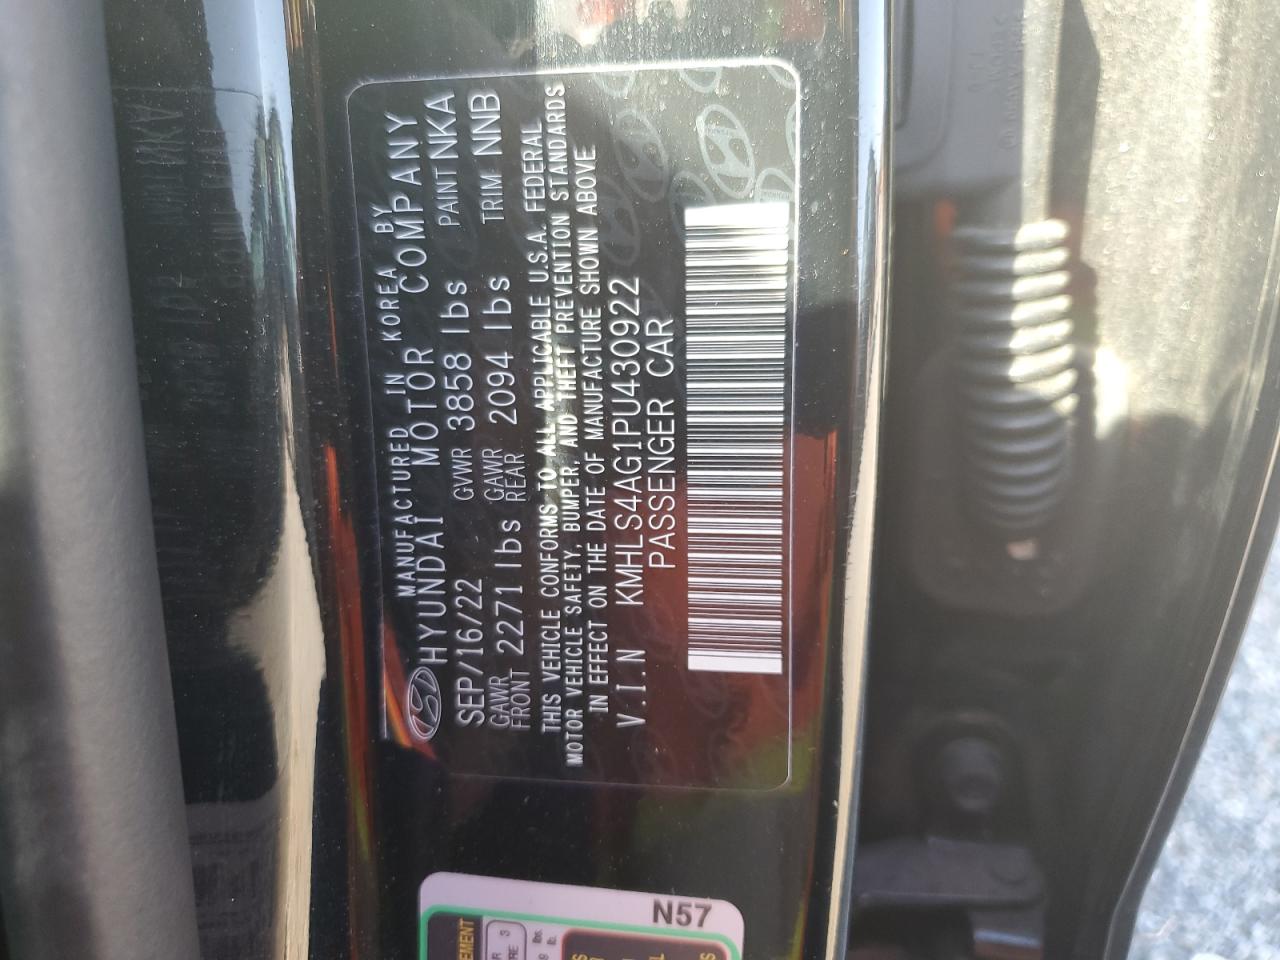 MANUFACTURED IN KOREA BY
HYUNDAI MOTOR COMPANY
SEP/16/22 GVWR 3858 lbs PAINT NKA
GAWR FRONT 2271 lbs GAWR REAR 2094 lbs TRIM NNB
THIS VEHICLE CONFORMS TO ALL APPLICABLE U.S.A. FEDERAL
MOTOR VEHICLE SAFETY, BUMPER, AND THEFT PREVENTION STANDARDS
IN EFFECT ON THE DATE OF MANUFACTURE SHOWN ABOVE
V.I.N KMHLS4AG1PU430922
PASSENGER CAR
N57